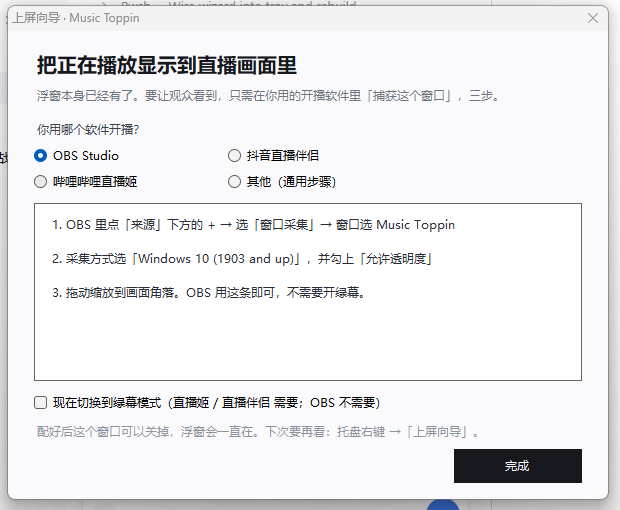 Push Wire wizard into tray and rebuild
上屏向导 · Music Toppin
把正在播放显示到直播画面里
浮窗本身已经有了。要让观众看到，只需在你用的开播软件里「捕获这个窗口」，三步。
你用哪个软件开播?
OBS Studio
抖音直播伴侣
哔哩哔哩直播姬
其他（通用步骤）
1. OBS 里点「来源」下方的 + → 选「窗口采集」→ 窗口选 Music Toppin
2. 采集方式选「Windows 10 (1903 and up)」，并勾上「允许透明度」
3. 拖动缩放到画面角落。OBS 用这条即可，不需要开绿幕。
现在切换到绿幕模式（直播姬 / 直播伴侣 需要；OBS 不需要）
配好后这个窗口可以关掉，浮窗会一直在。下次要再看：托盘右键 →「上屏向导」。
完成